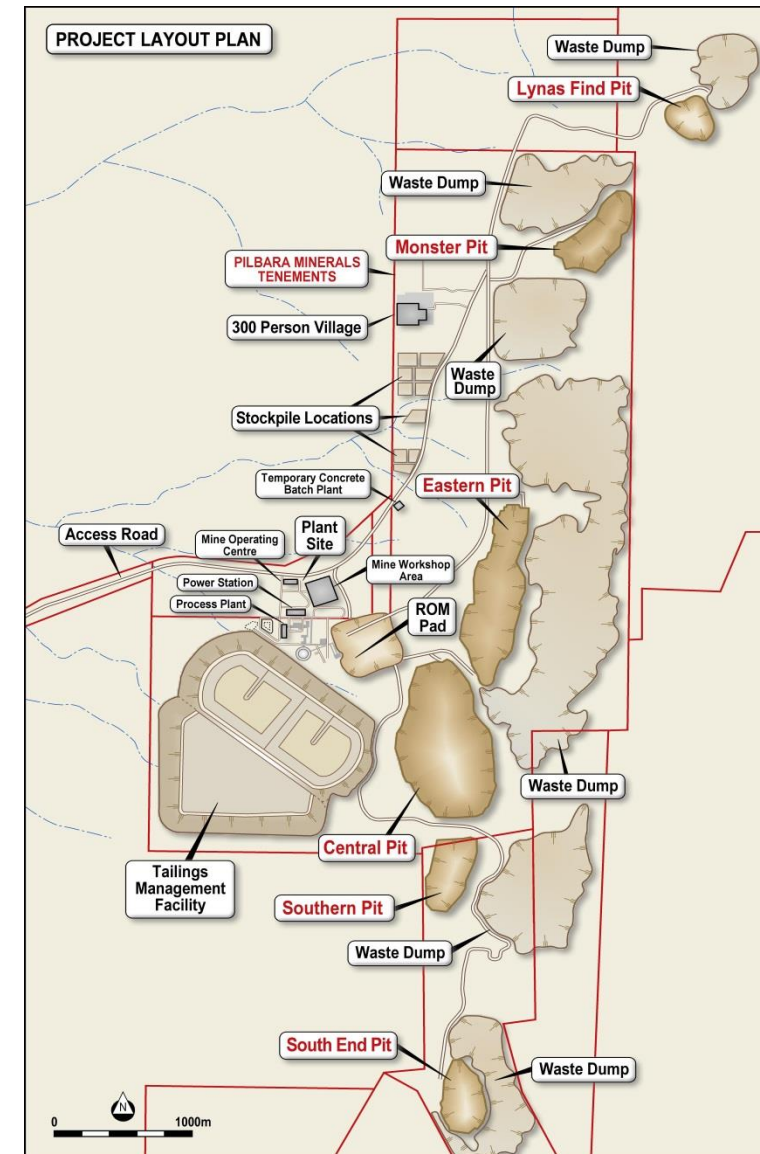 PROJECT LAYOUT PLAN
Waste Dump
Lynas Find Pit
Waste Dump
Monster Pit
PILBARA MINERALS
TENEMENTS
300 Person Village
Waste
Dump
Stockpile Locations
Temporary Concrete
Batch Plant
Eastern Pit
Access Road
Mine Operating
Centre
Plant
Site
Mine Workshop
Area
Power Station
Process Plant
ROM
Pad
Waste Dump
Central Pit
Tailings
Management
Facility
Southern Pit
Waste Dump
South End Pit
Waste Dump
N
0 1000m